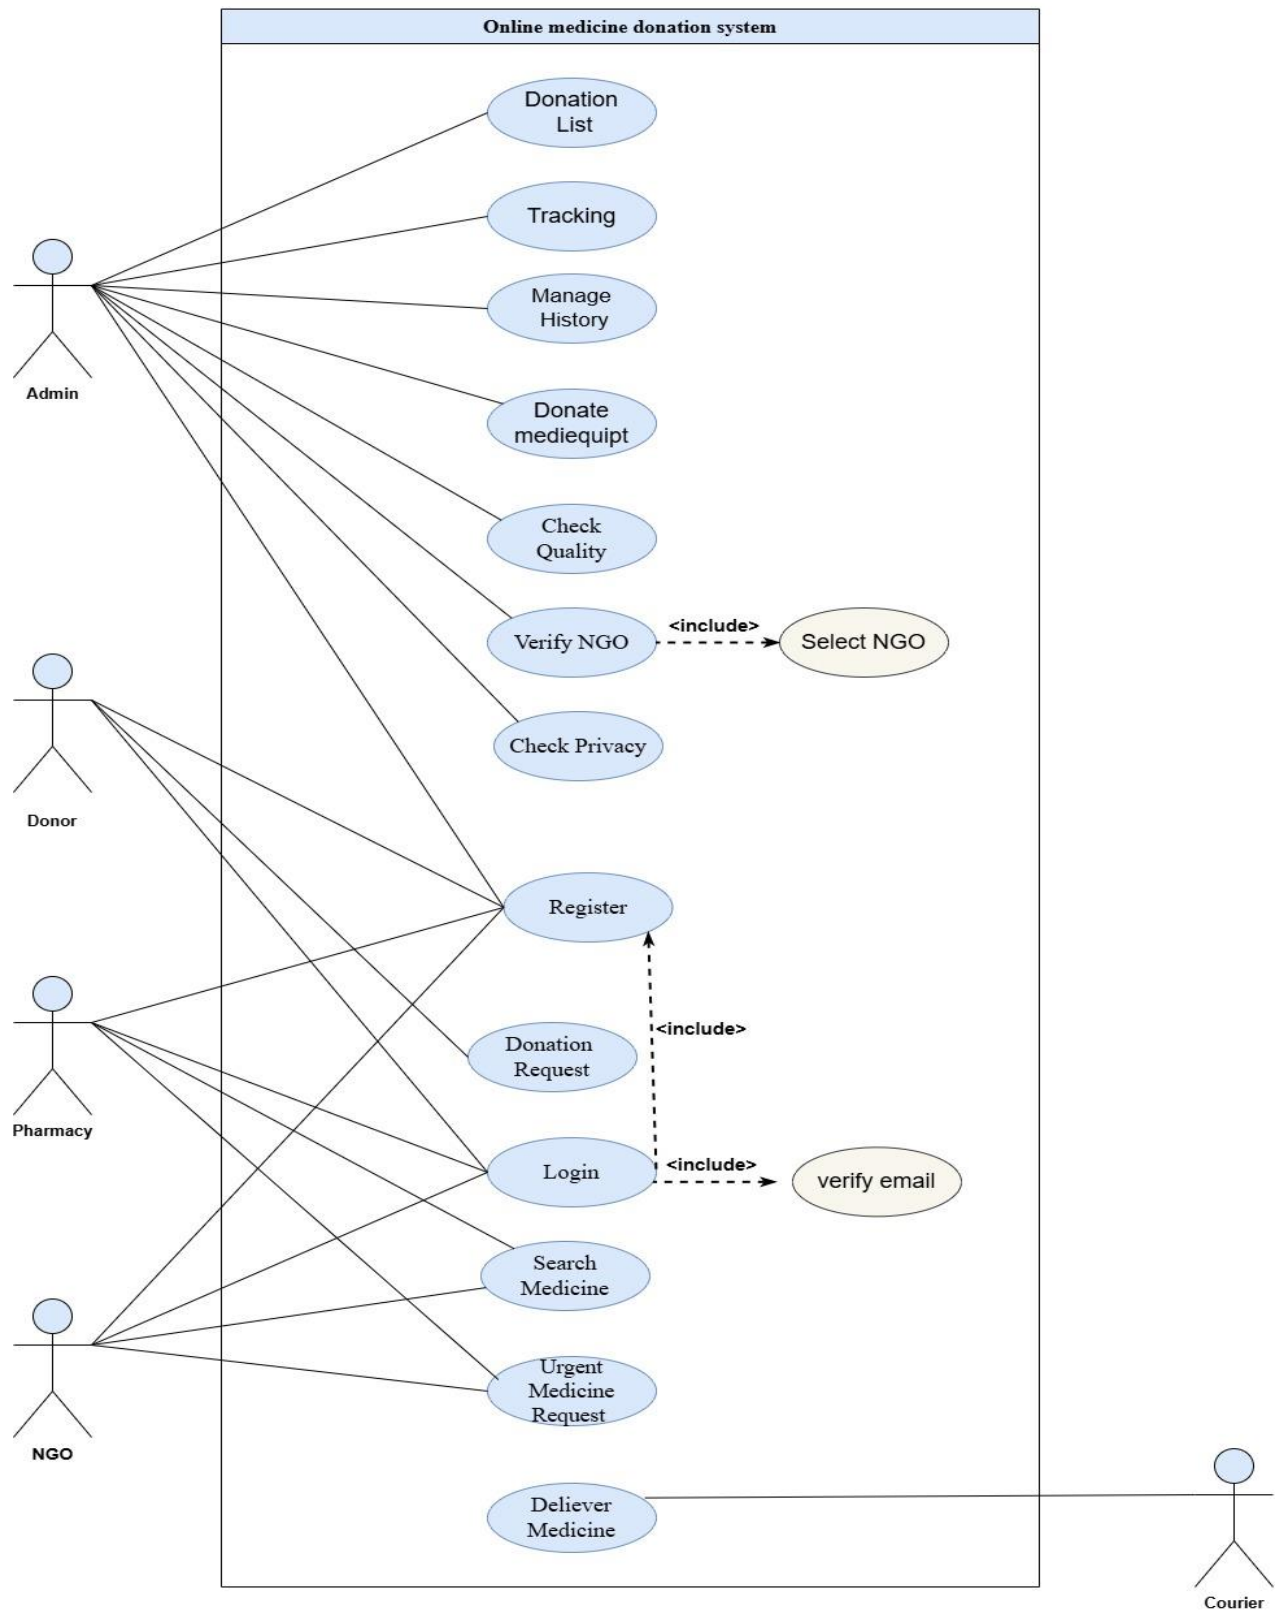 Online medicine donation system
Donation
List
Tracking
Manage
History
Admin
Donate
mediequipt
Check
Quality
Verify NGO
<include>
Select NGO
Check Privacy
Donor
Register
<include>
Donation
Request
Pharmacy
Login
<include>
verify email
Search
Medicine
Urgent
Medicine
Request
NGO
Deliever
Medicine
Courier